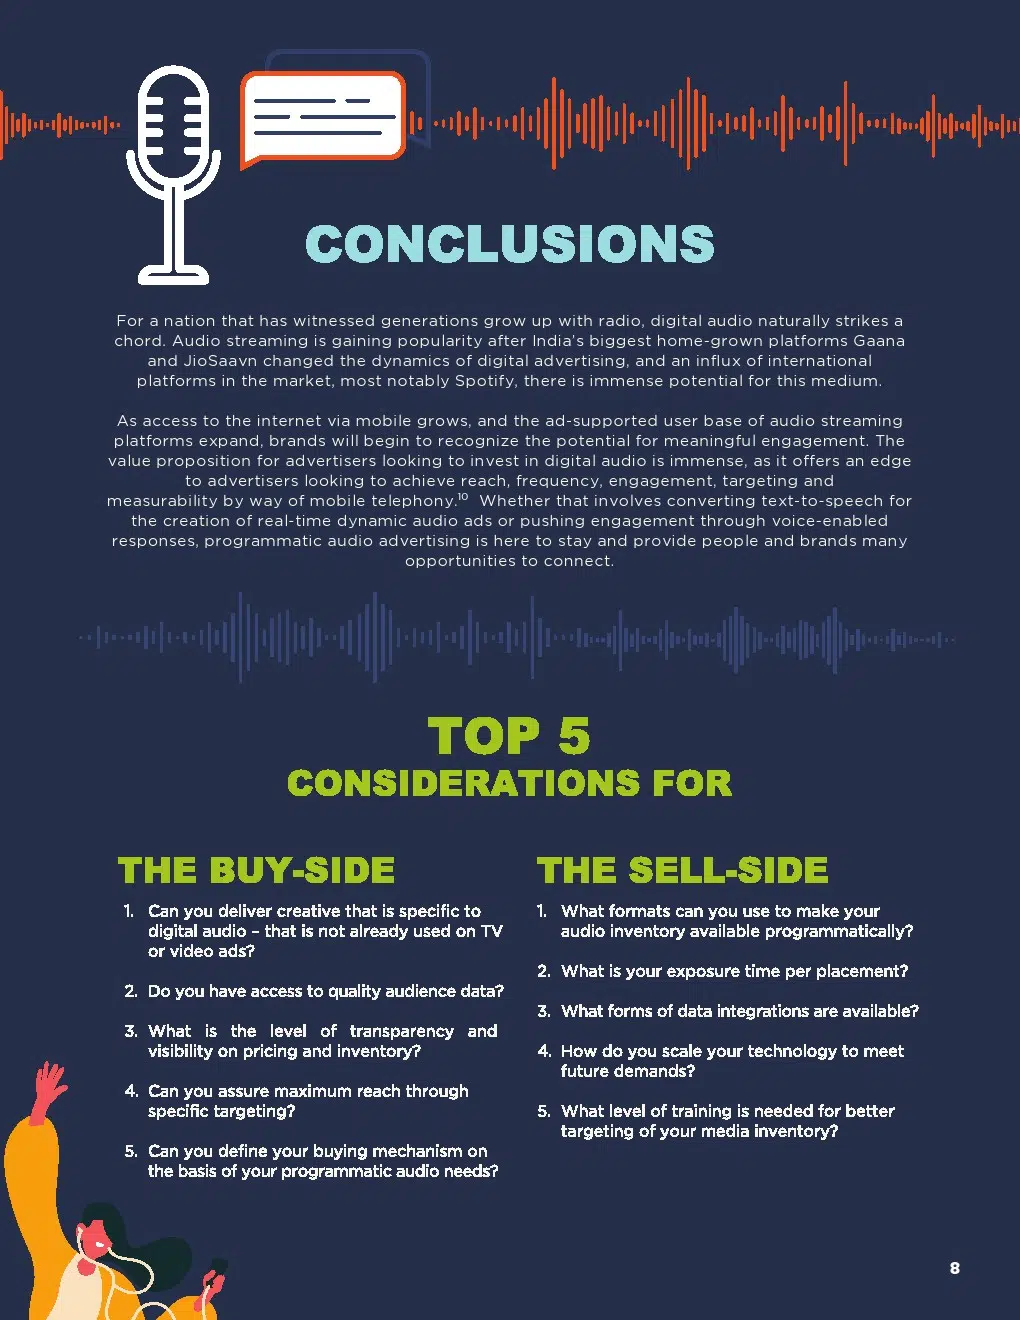 CONCLUSIONS
For a nation that has witnessed generations grow up with radio, digital audio naturally strikes a
chord. Audio streaming is gaining popularity after India's biggest home-grown platforms Gaana
and JioSaavn changed the dynamics of digital advertising, and an influx of international
platforms in the market, most notably Spotify, there is immense potential for this medium.
As access to the internet via mobile grows, and the ad-supported user base of audio streaming
platforms expand, brands will begin to recognize the potential for meaningful engagement. The
value proposition for advertisers looking to invest in digital audio is immense, as it offers an edge
to advertisers looking to achieve reach, frequency, engagement, targeting and
measurability by way of mobile telephony.¹⁰ Whether that involves converting text-to-speech for
the creation of real-time dynamic audio ads or pushing engagement through voice-enabled
responses, programmatic audio advertising is here to stay and provide people and brands many
opportunities to connect.
TOP 5
CONSIDERATIONS FOR
THE BUY-SIDE
1. Can you deliver creative that is specific to
digital audio – that is not already used on TV
or video ads?
2. Do you have access to quality audience data?
3. What is the level of transparency and
visibility on pricing and inventory?
4. Can you assure maximum reach through
specific targeting?
5. Can you define your buying mechanism on
the basis of your programmatic audio needs?
THE SELL-SIDE
1. What formats can you use to make your
audio inventory available programmatically?
2. What is your exposure time per placement?
3. What forms of data integrations are available?
4. How do you scale your technology to meet
future demands?
5. What level of training is needed for better
targeting of your media inventory?
8